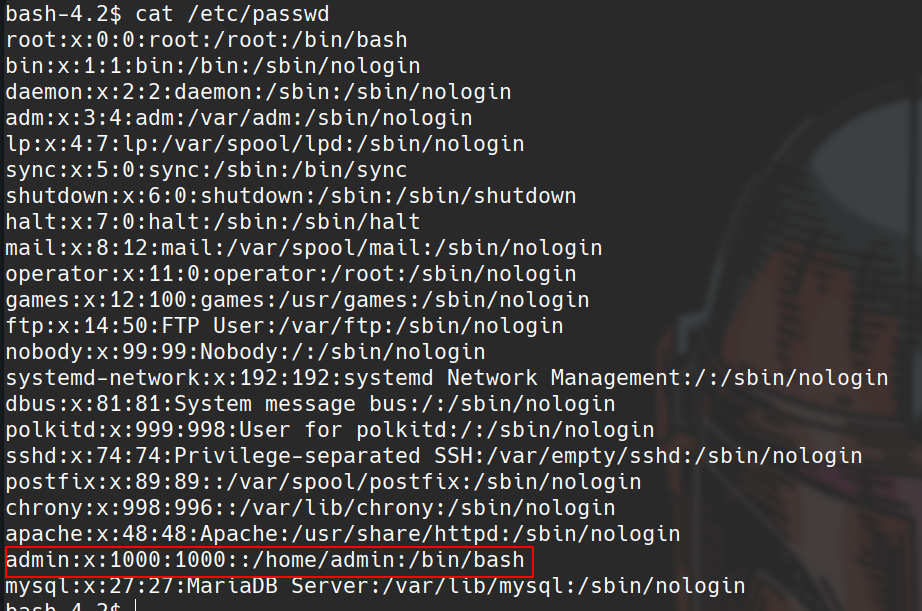 bash-4.2$ cat /etc/passwd
root:x:0:0:root:/root:/bin/bash
bin:x:1:1:bin:/bin:/sbin/nologin
daemon:x:2:2:daemon:/sbin:/sbin/nologin
adm:x:3:4:adm:/var/adm:/sbin/nologin
lp:x:4:7:lp:/var/spool/lpd:/sbin/nologin
sync:x:5:0:sync:/sbin:/bin/sync
shutdown:x:6:0:shutdown:/sbin:/sbin/shutdown
halt:x:7:0:halt:/sbin:/sbin/halt
mail:x:8:12:mail:/var/spool/mail:/sbin/nologin
operator:x:11:0:operator:/root:/sbin/nologin
games:x:12:100:games:/usr/games:/sbin/nologin
ftp:x:14:50:FTP User:/var/ftp:/sbin/nologin
nobody:x:99:99:Nobody:/:/sbin/nologin
systemd-network:x:192:192:systemd Network Management:/:/sbin/nologin
dbus:x:81:81:System message bus:/:/sbin/nologin
polkitd:x:999:998:User for polkitd:/:/sbin/nologin
sshd:x:74:74:Privilege-separated SSH:/var/empty/sshd:/sbin/nologin
postfix:x:89:89::/var/spool/postfix:/sbin/nologin
chrony:x:998:996::/var/lib/chrony:/sbin/nologin
apache:x:48:48:Apache:/usr/share/httpd:/sbin/nologin
admin:x:1000:1000::/home/admin:/bin/bash
mysql:x:27:27:MariaDB Server:/var/lib/mysql:/sbin/nologin
bash-4.2$